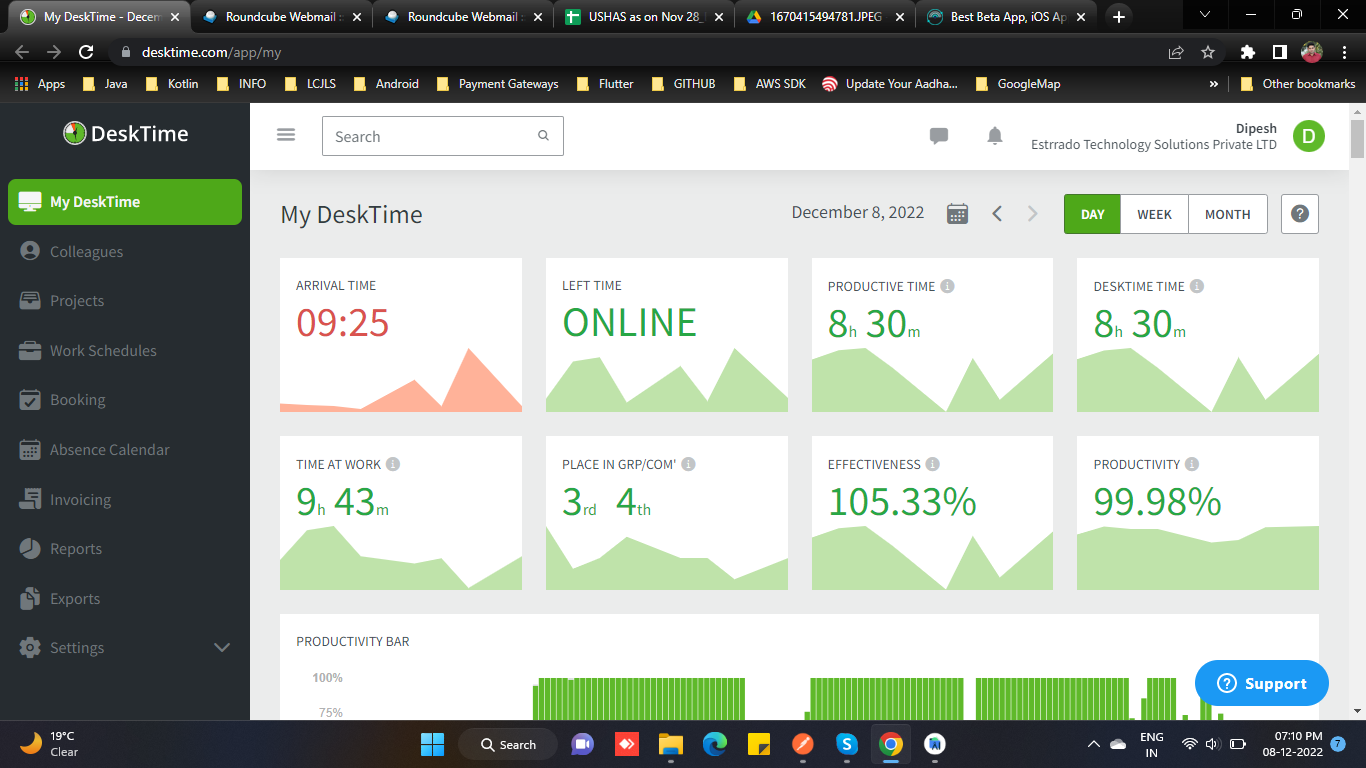 My DeskTime - Decem
Roundcube Webmail :
Roundcube Webmail :
USHAS as on Nov 28_
1670415494781.JPEG
Best Beta App, iOS Ap
desktime.com/app/my
Apps
Java
Kotlin
INFO
LCJLS
Android
Payment Gateways
Flutter
GITHUB
AWS SDK
Update Your Aadha...
GoogleMap
»
Other bookmarks
DeskTime
Search
Dipesh
Estrrado Technology Solutions Private LTD
D
My DeskTime
Colleagues
Projects
Work Schedules
Booking
Absence Calendar
Invoicing
Reports
Exports
Settings
My DeskTime
December 8, 2022
DAY
WEEK
MONTH
?
ARRIVAL TIME
09:25
LEFT TIME
ONLINE
PRODUCTIVE TIME
8h 30m
DESKTIME TIME
8h 30m
TIME AT WORK
9h 43m
PLACE IN GRP/COM'
3rd 4th
EFFECTIVENESS
105.33%
PRODUCTIVITY
99.98%
PRODUCTIVITY BAR
100%
75%
Support
19°C
Clear
Search
ENG
IN
07:10 PM
08-12-2022
7